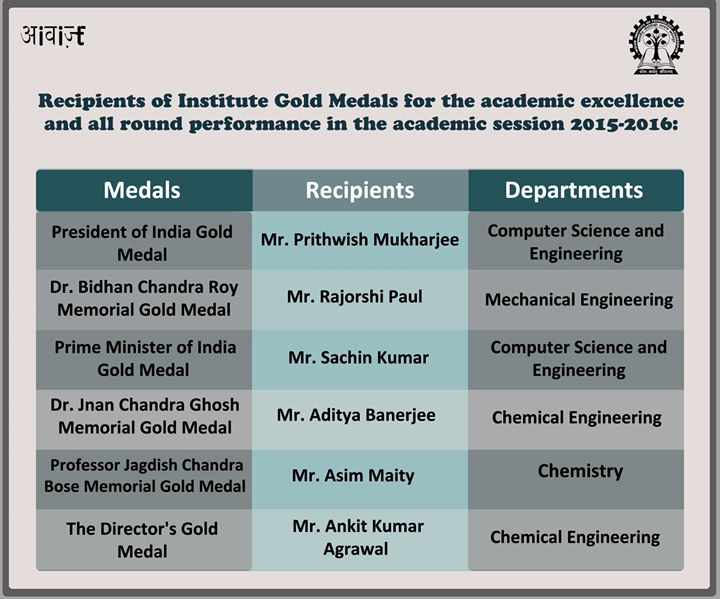 आiवाज़t
Recipients of Institute Gold Medals for the academic excellence
and all round performance in the academic session 2015-2016:
Medals Recipients Departments
President of India Gold
Medal
Mr. Prithwish Mukharjee
Computer Science and
Engineering
Dr. Bidhan Chandra Roy
Memorial Gold Medal
Mr. Rajorshi Paul
Mechanical Engineering
Prime Minister of India
Gold Medal
Mr. Sachin Kumar
Computer Science and
Engineering
Dr. Jnan Chandra Ghosh
Memorial Gold Medal
Mr. Aditya Banerjee
Chemical Engineering
Professor Jagdish Chandra
Bose Memorial Gold Medal
Mr. Asim Maity
Chemistry
The Director's Gold
Medal
Mr. Ankit Kumar
Agrawal
Chemical Engineering